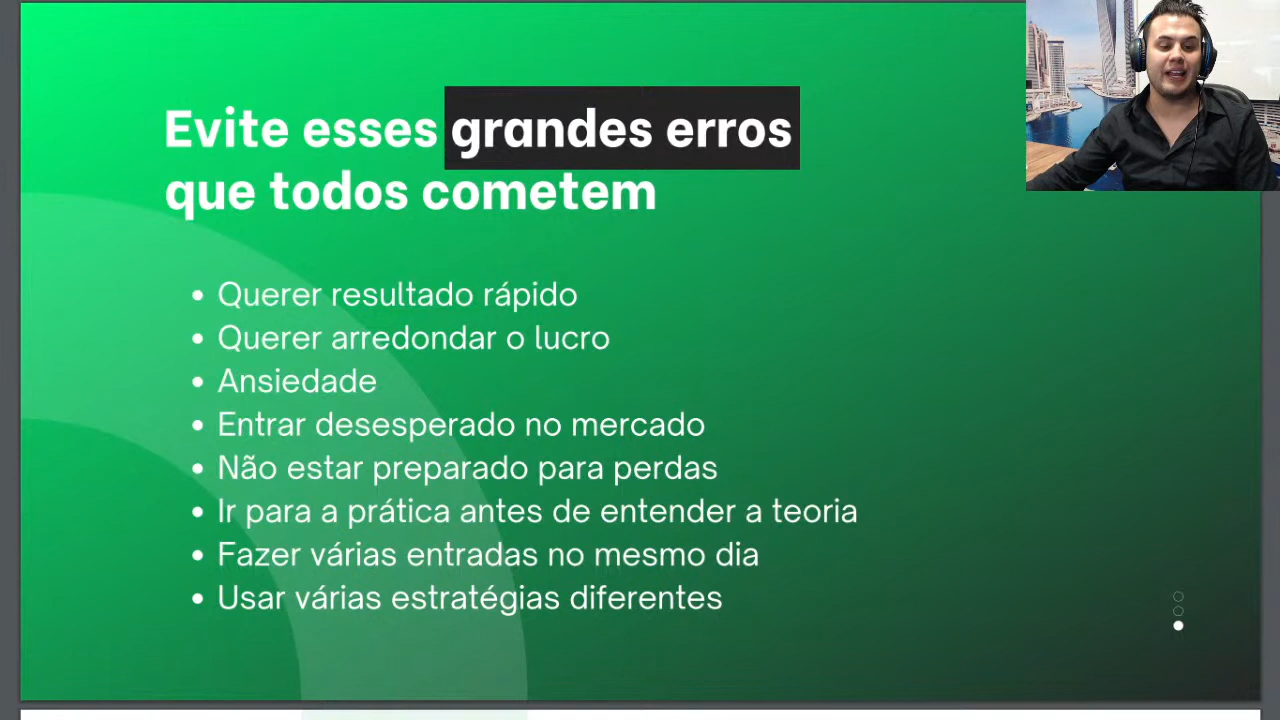 Evite esses grandes erros
que todos cometem
Querer resultado rápido
Querer arredondar o lucro
Ansiedade
Entrar desesperado no mercado
Não estar preparado para perdas
Ir para a prática antes de entender a teoria
Fazer várias entradas no mesmo dia
Usar várias estratégias diferentes